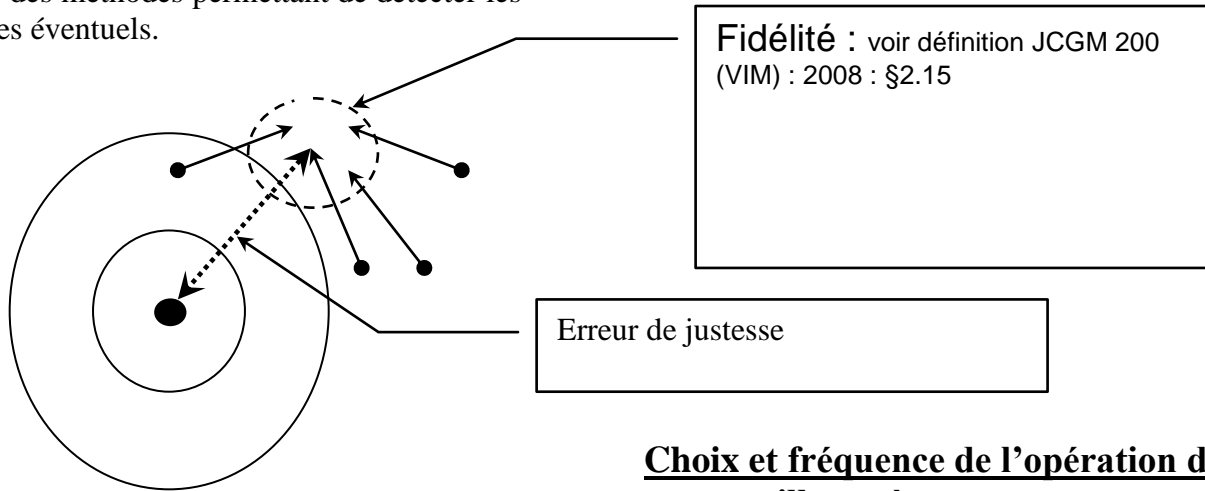 des méthodes permettant de détecter les
es éventuels.
Fidélité : voir définition JCGM 200
(VIM) : 2008 : §2.15
Erreur de justesse
Choix et fréquence de l’opération d